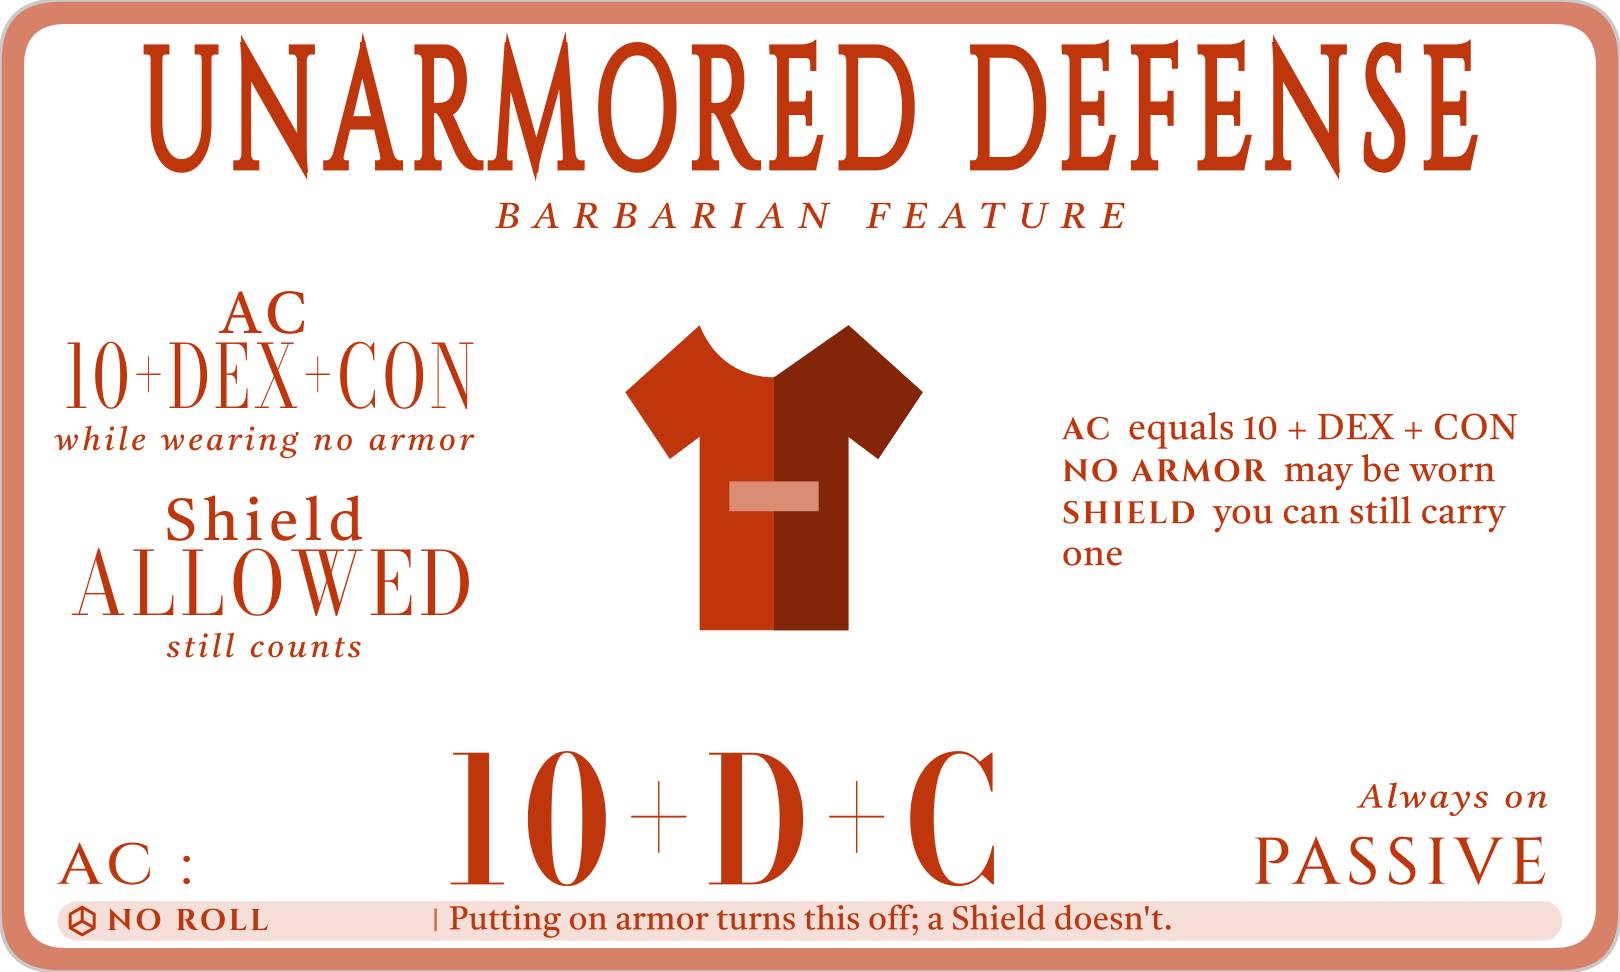 UNARMORED DEFENSE
BARBARIAN FEATURE
AC
10+DEX+CON
while wearing no armor
Shield
ALLOWED
still counts
AC equals 10 + DEX + CON
NO ARMOR may be worn
SHIELD you can still carry
one
AC :
10+D+C
Always on
PASSIVE
NO ROLL | Putting on armor turns this off; a Shield doesn't.